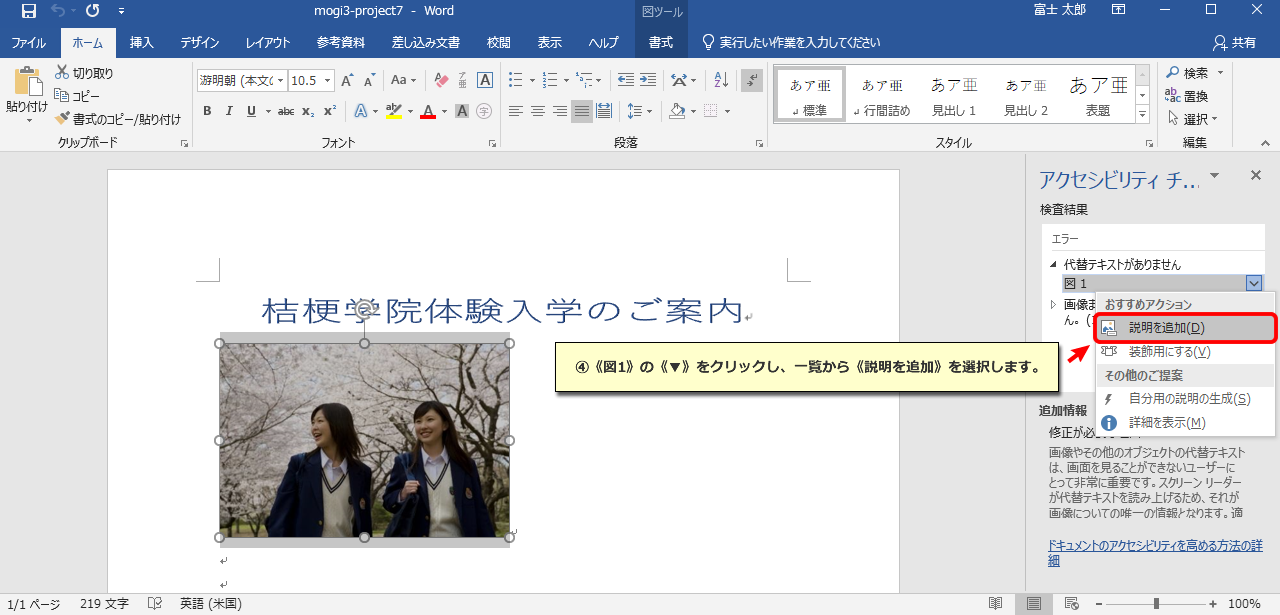 mogi3-project7 - Word
図ツール
富士 太郎
ファイル ホーム 挿入 デザイン レイアウト 参考資料 差し込み文書 校閲 表示 ヘルプ 書式 実行したい作業を入力してください 共有
貼り付け
切り取り
コピー
書式のコピー/貼り付け
クリップボード
游明朝 (本文の 10.5 A A Aa A A
B I U abc x₂ x² A ab A A 字
フォント
段落
あア亜 あア亜 あア亜 あア亜 あア亜
標準 行間詰め 見出し 1 見出し 2 表題
スタイル
検索
置換
選択
編集
アクセシビリティ チ...
検査結果
エラー
代替テキストがありません
図 1
画像ま
ん。(
おすすめアクション
説明を追加(D)
装飾用にする(V)
その他のご提案
自分用の説明の生成(S)
詳細を表示(M)
桔梗学院体験入学のご案内
④《図1》の《▼》をクリックし、一覧から《説明を追加》を選択します。
追加情報
修正が必
画像やその他のオブジェクトの代替テキスト
は、画面を見ることができないユーザーに
とって非常に重要です。スクリーン リーダー
が代替テキストを読み上げるため、それが
画像についての唯一の情報となります。適
ドキュメントのアクセシビリティを高める方法の詳
細
1/1 ページ 219 文字 英語 (米国) 100%